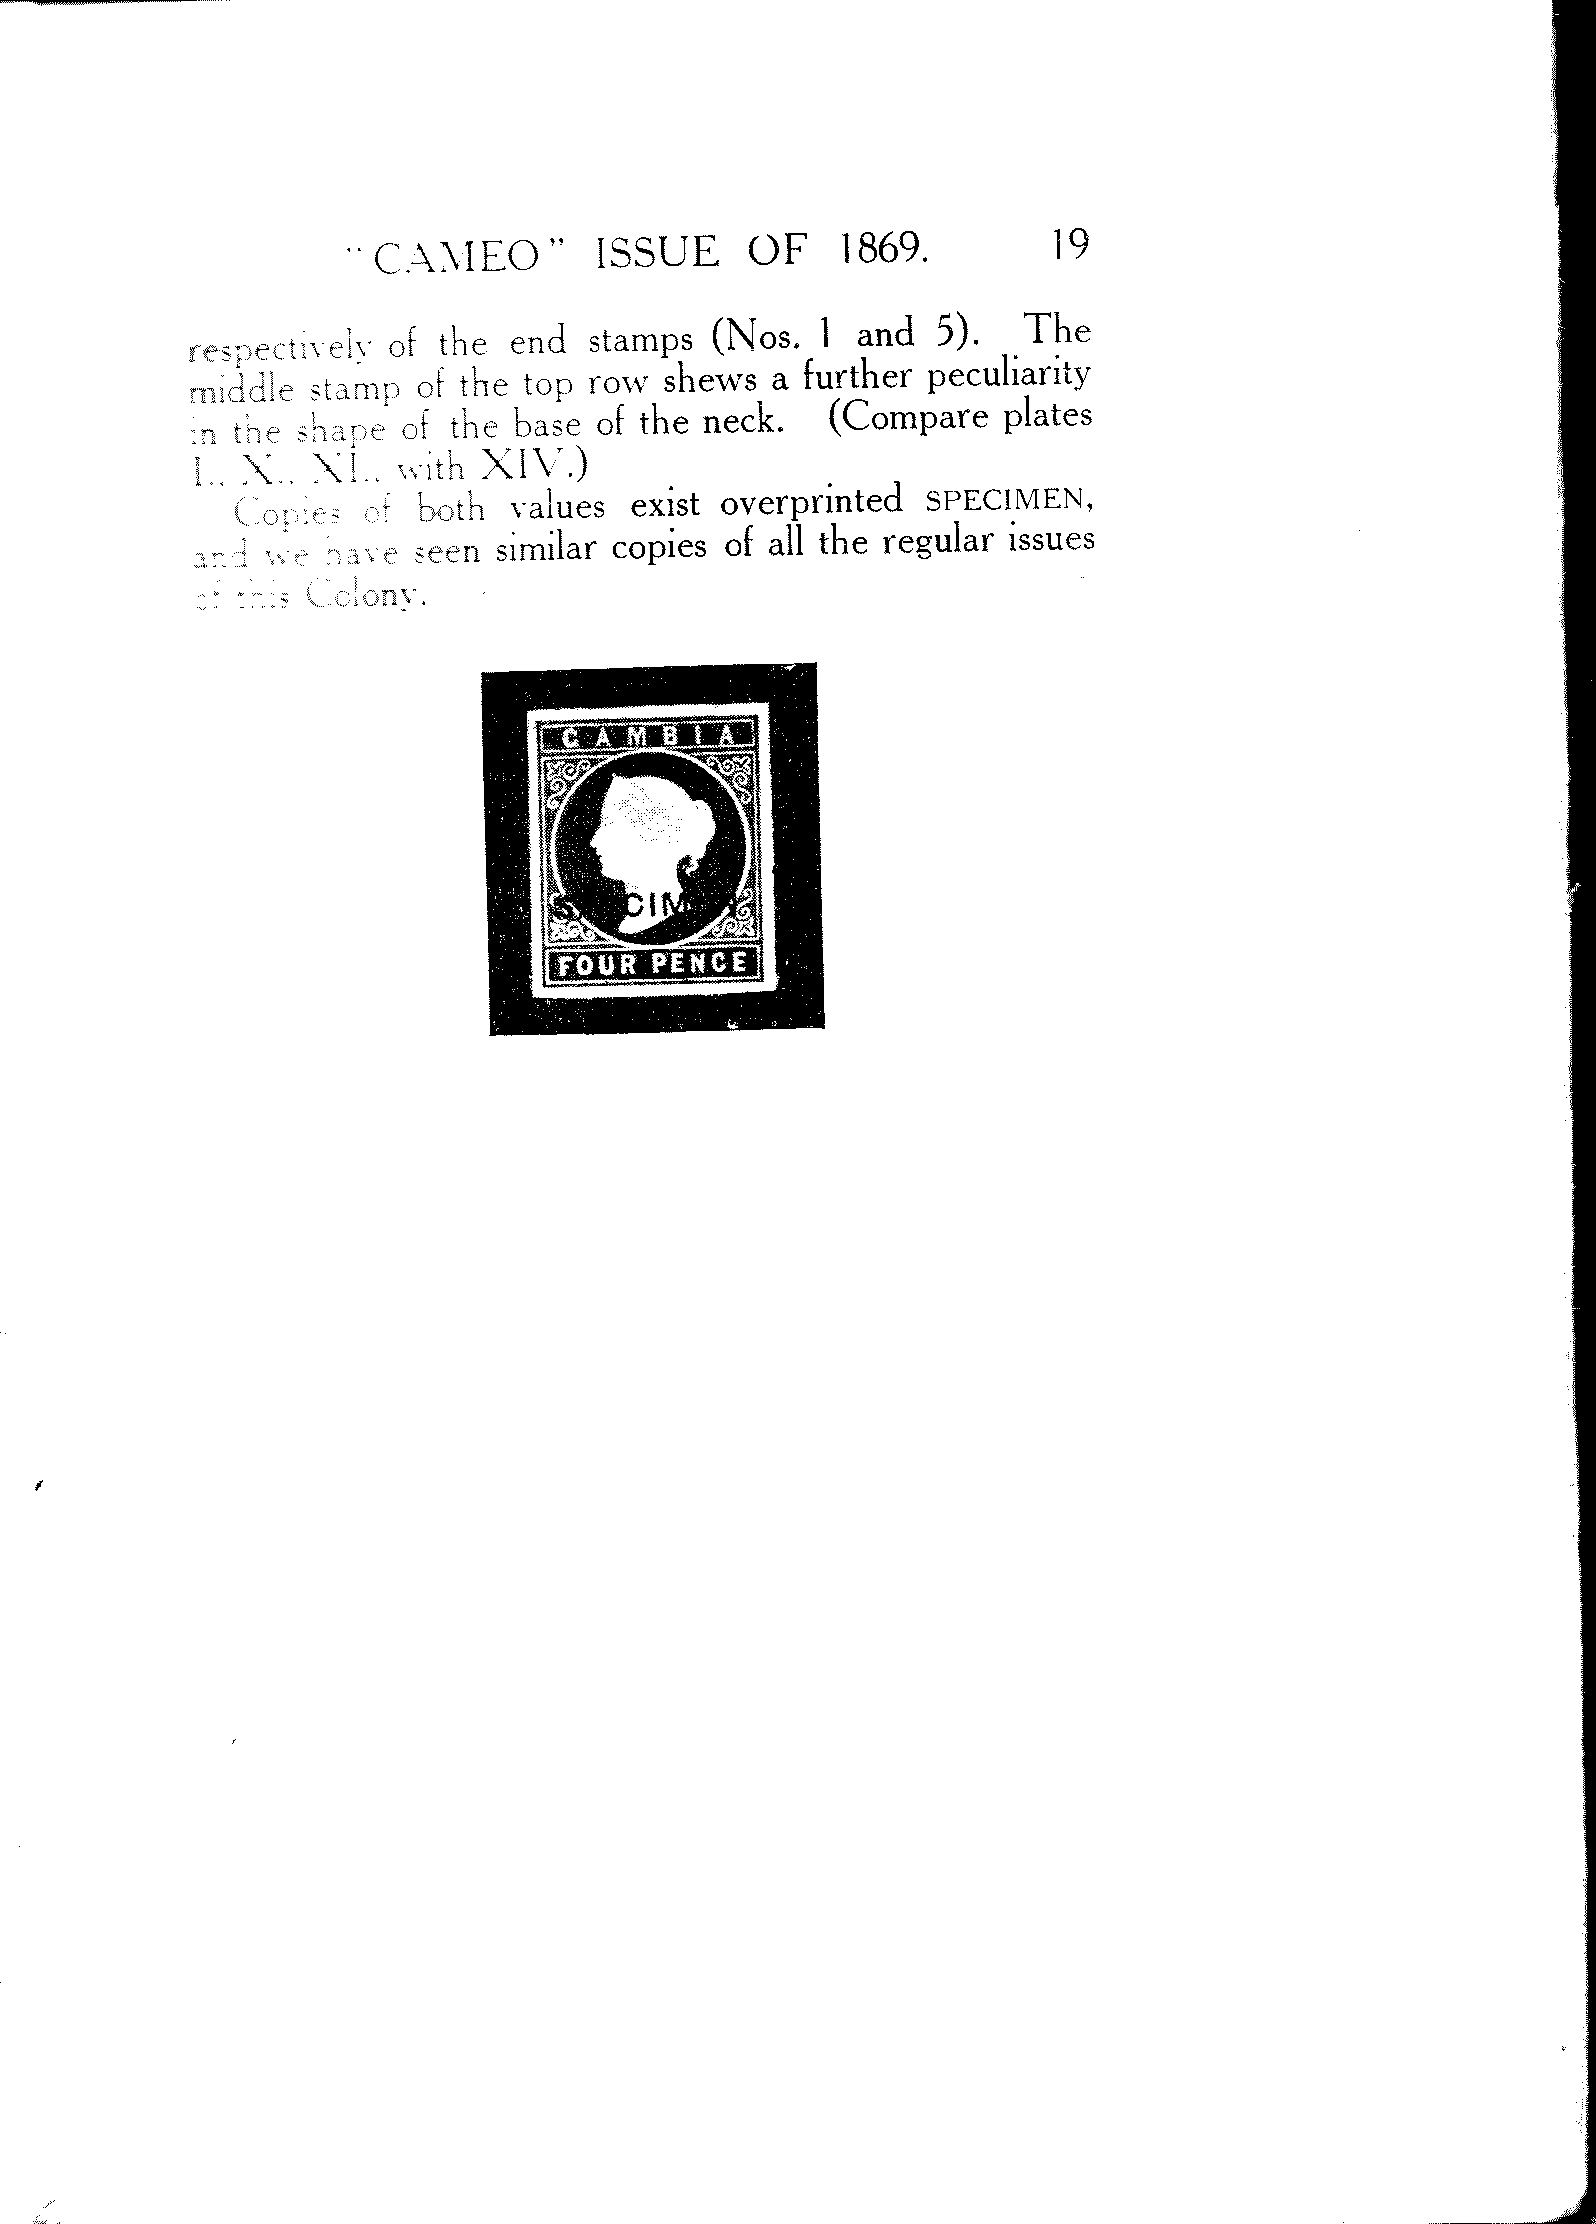 "CAMEO" ISSUE OF 1869. 19
respectively of the end stamps (Nos. 1 and 5). The
middle stamp of the top row shews a further peculiarity
in the shape of the base of the neck. (Compare plates
I., X., XI., with XIV.)
Copies of both values exist overprinted SPECIMEN,
and we have seen similar copies of all the regular issues
of this Colony.
GAMBIA
SPECIMEN
FOUR PENCE